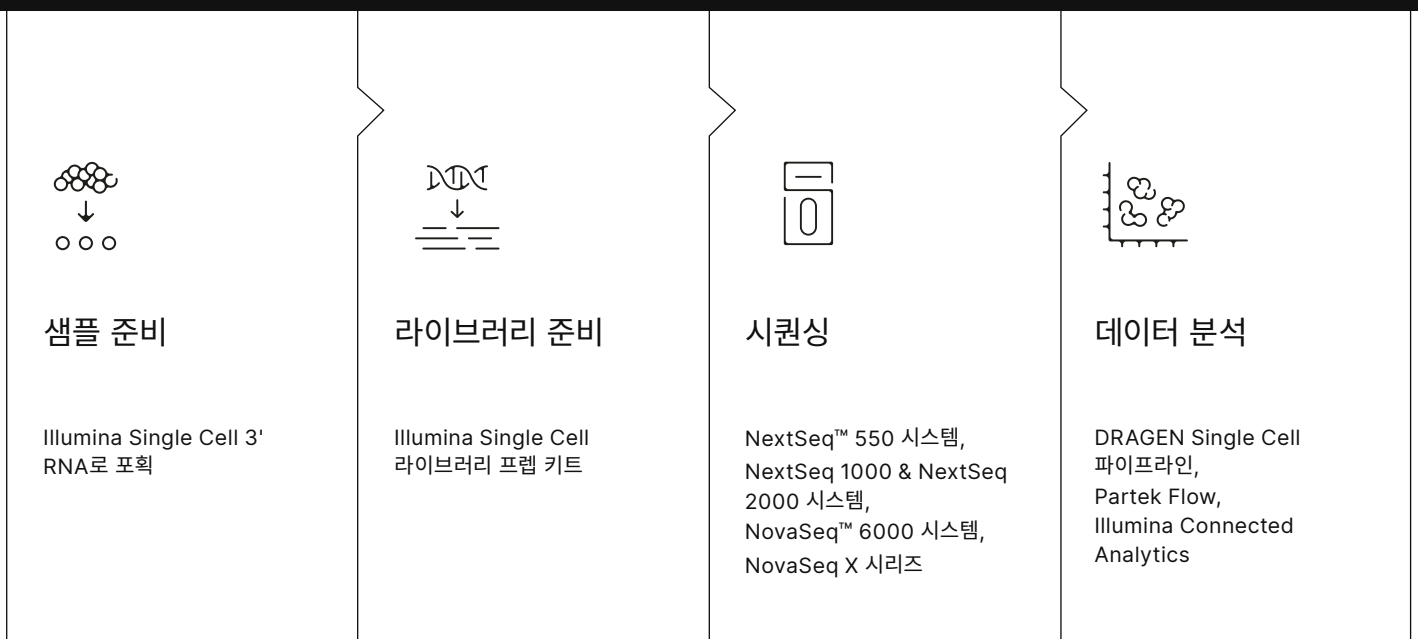 샘플 준비
Illumina Single Cell 3'
RNA로 포획
라이브러리 준비
Illumina Single Cell
라이브러리 프렙 키트
시퀀싱
NextSeq™ 550 시스템,
NextSeq 1000 & NextSeq
2000 시스템,
NovaSeq™ 6000 시스템,
NovaSeq X 시리즈
데이터 분석
DRAGEN Single Cell
파이프라인,
Partek Flow,
Illumina Connected
Analytics